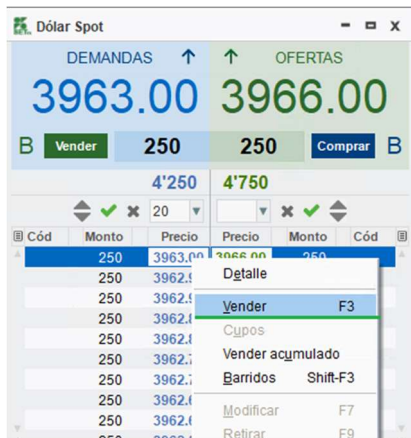 Dólar Spot
DEMANDAS OFERTAS
3963.00 3966.00
B Vender 250 250 Comprar B
4'250 4'750
20
Cód Monto Precio Precio Monto Cód
250 3963.00 3966.00 250
250
250
250
250
250
250
250
250
Detalle
Vender F3
Cupos
Vender acumulado
Barridos Shift-F3
Modificar F7
Retirar F9